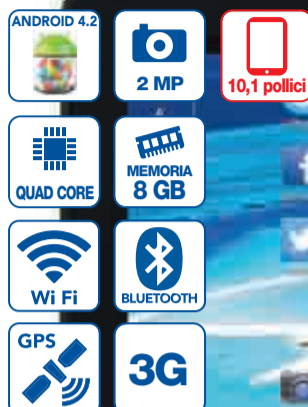 ANDROID 4.2
2 MP
10,1 pollici
QUAD CORE
MEMORIA
8 GB
Wi Fi
BLUETOOTH
GPS
3G